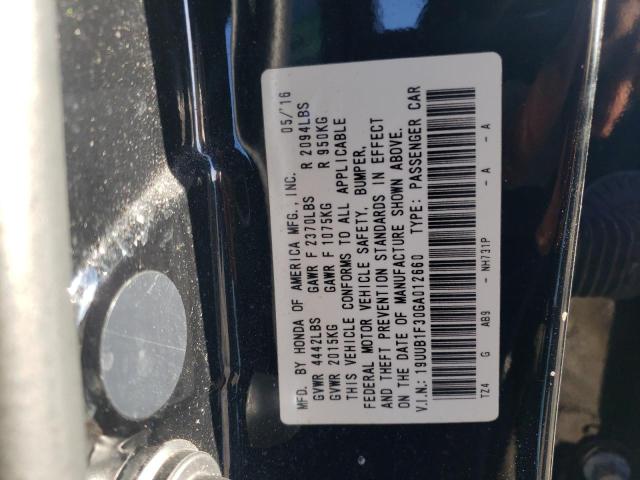 MFD. BY HONDA OF AMERICA MFG., INC. 05/'16
GVWR 4442LBS GAWR F 2370LBS R 2094LBS
GVWR 2015KG GAWR F 1075KG R 950KG
THIS VEHICLE CONFORMS TO ALL APPLICABLE
FEDERAL MOTOR VEHICLE SAFETY, BUMPER,
AND THEFT PREVENTION STANDARDS IN EFFECT
ON THE DATE OF MANUFACTURE SHOWN ABOVE.
V.I.N.: 19UUB1F30GA012660 TYPE: PASSENGER CAR
TZ4 G AB9 - NH731P - A - A